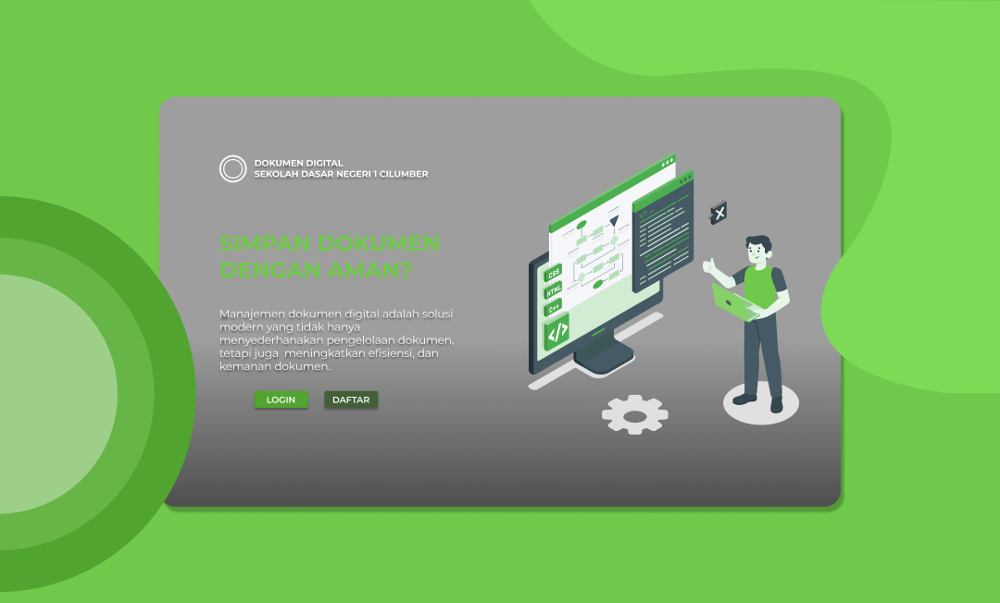 DOKUMEN DIGITAL
SEKOLAH DASAR NEGERI 1 CILUMBER
SIMPAN DOKUMEN
DENGAN AMAN?
Manajemen dokumen digital adalah solusi
modern yang tidak hanya
menyederhanakan pengelolaan dokumen,
tetapi juga  meningkatkan efisiensi, dan
kemanan dokumen.
LOGIN
DAFTAR
CSS
HTML
C++
</>
</...
X